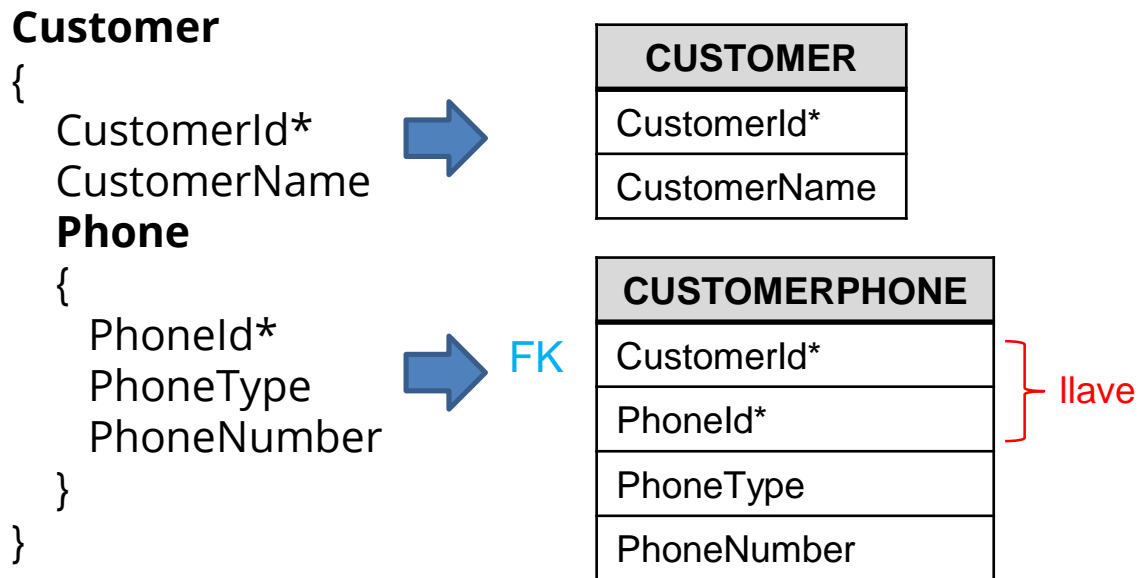 Customer
{
CustomerId*
CustomerName
Phone
{
PhoneId*
PhoneType
PhoneNumber
}
}
CUSTOMER
CustomerId*
CustomerName
CUSTOMERPHONE
FK
CustomerId*
PhoneId*
llave
PhoneType
PhoneNumber